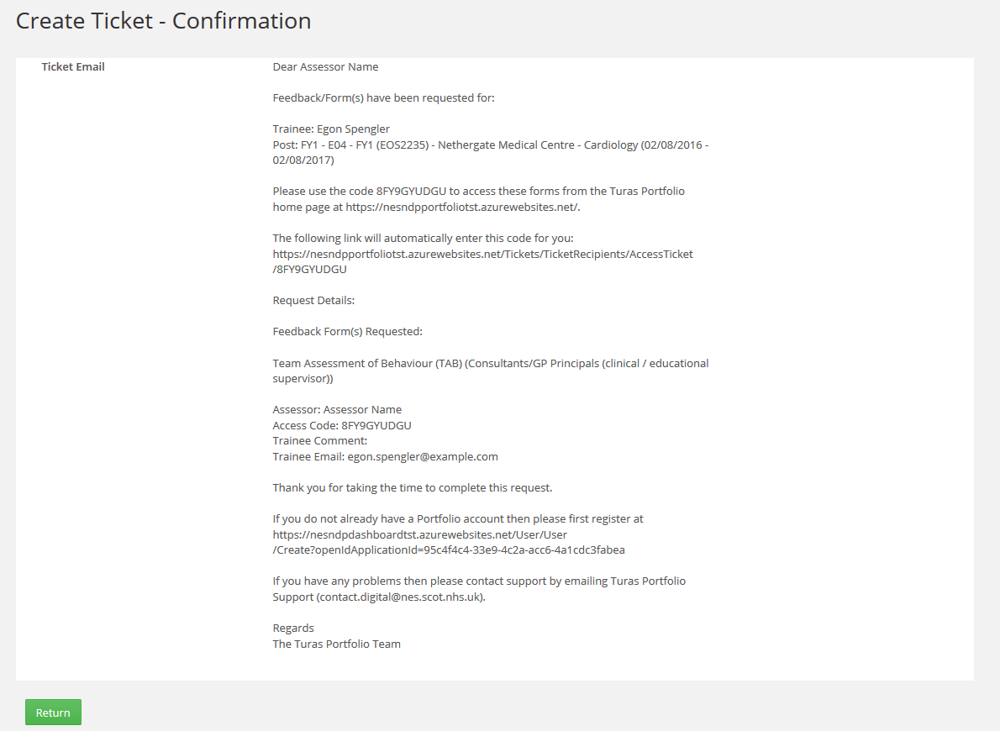 Create Ticket - Confirmation
Ticket Email
Dear Assessor Name
Feedback/Form(s) have been requested for:
Trainee: Egon Spengler
Post: FY1 - E04 - FY1 (EOS2235) - Nethergate Medical Centre - Cardiology (02/08/2016 -
02/08/2017)
Please use the code 8FY9GYUDGU to access these forms from the Turas Portfolio
home page at https://nesndpportfoliotst.azurewebsites.net/.
The following link will automatically enter this code for you:
https://nesndpportfoliotst.azurewebsites.net/Tickets/TicketRecipients/AccessTicket
/8FY9GYUDGU
Request Details:
Feedback Form(s) Requested:
Team Assessment of Behaviour (TAB) (Consultants/GP Principals (clinical / educational
supervisor))
Assessor: Assessor Name
Access Code: 8FY9GYUDGU
Trainee Comment:
Trainee Email: egon.spengler@example.com
Thank you for taking the time to complete this request.
If you do not already have a Portfolio account then please first register at
https://nesndpdashboardtst.azurewebsites.net/User/User
/Create?openIdApplicationId=95c4f4c4-33e9-4c2a-acc6-4a1cdc3fabea
If you have any problems then please contact support by emailing Turas Portfolio
Support (contact.digital@nes.scot.nhs.uk).
Regards
The Turas Portfolio Team
Return